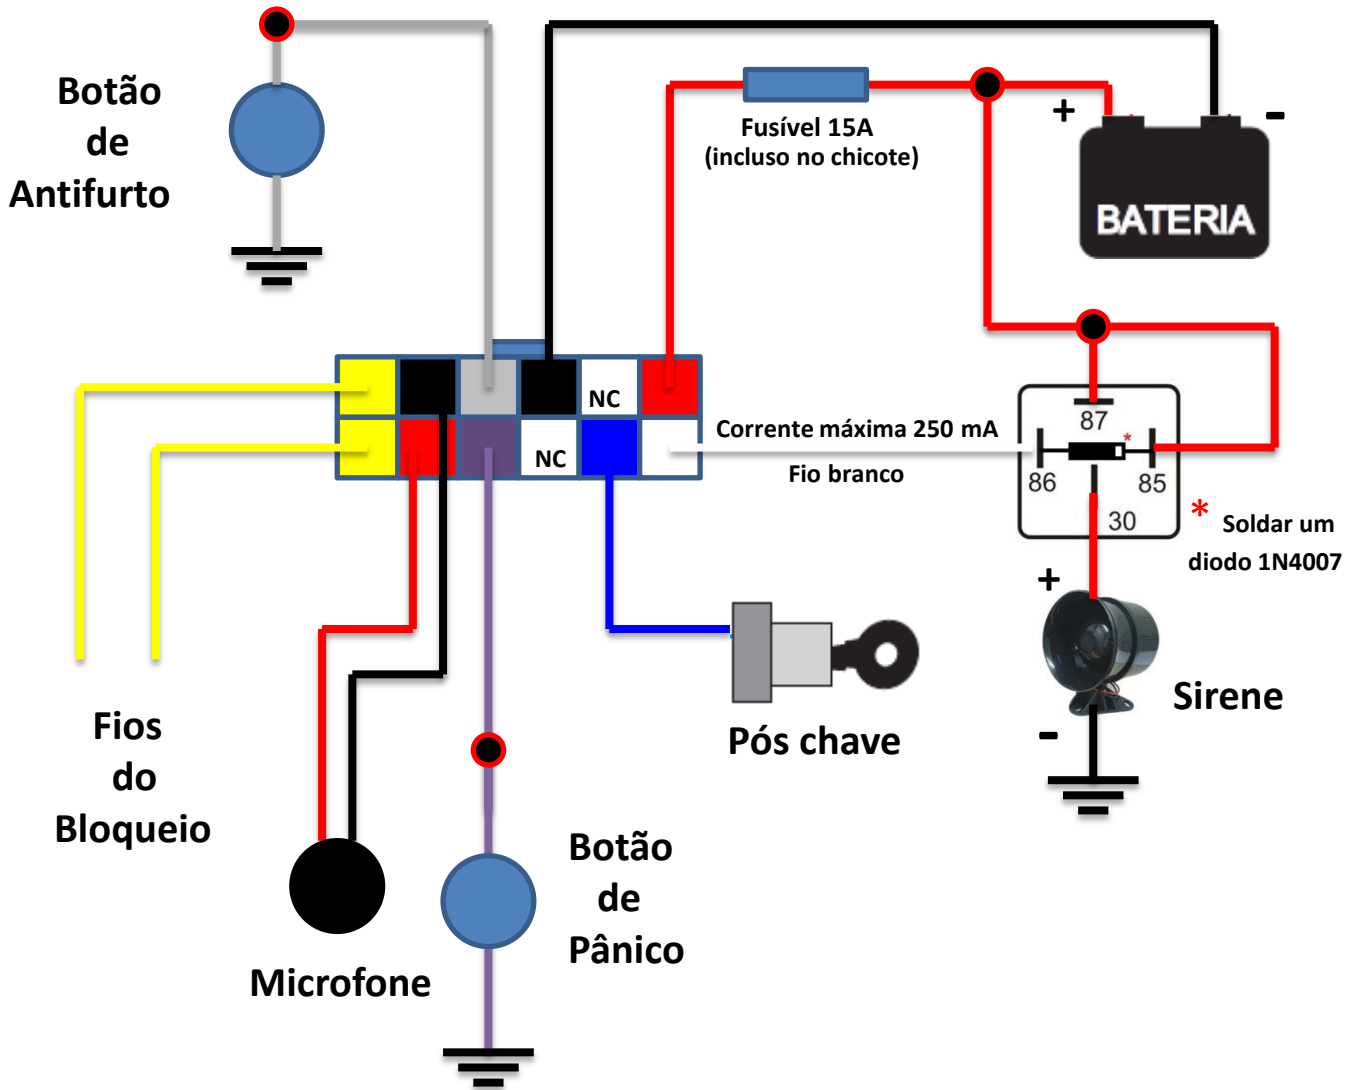 Botão
de
Antifurto
Fusível 15A
(incluso no chicote)
+
-
BATERIA
NC
NC
Corrente máxima 250 mA
Fio branco
87
*
86
85
30
* Soldar um
diodo 1N4007
+
-
Sirene
Pós chave
Fios
do
Bloqueio
Botão
de
Pânico
Microfone